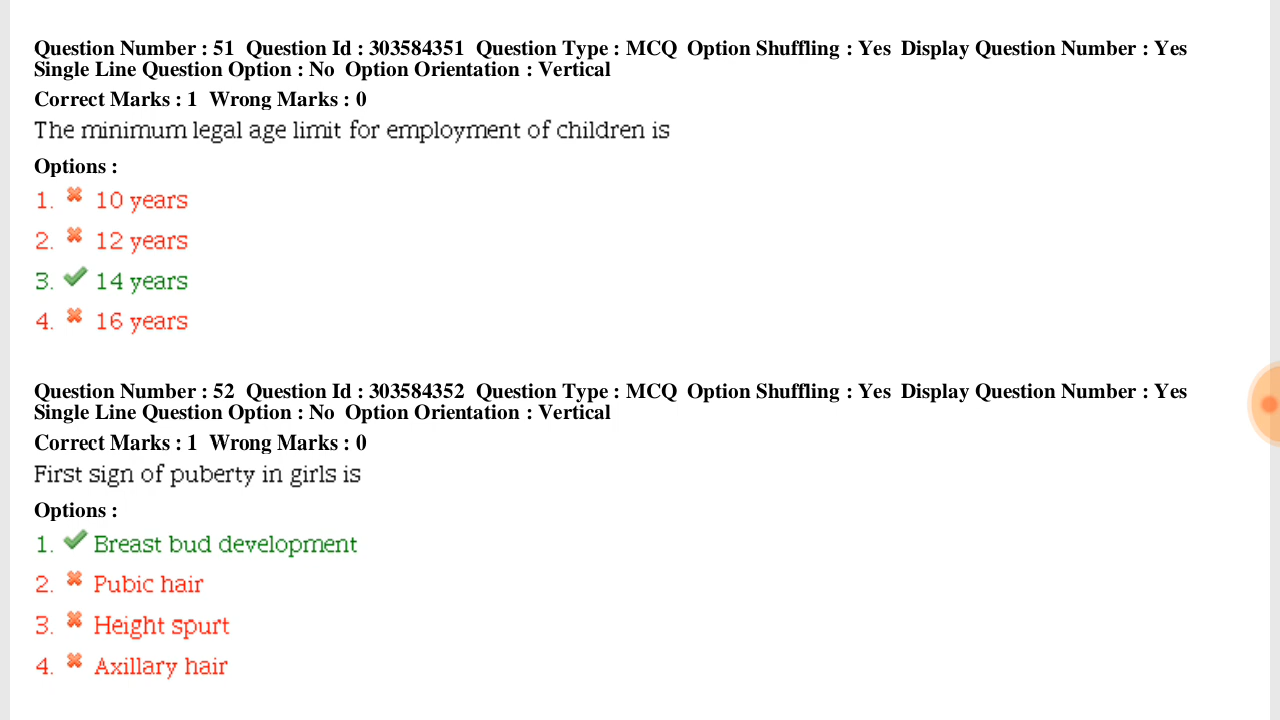 Question Number : 51 Question Id : 303584351 Question Type : MCQ Option Shuffling : Yes Display Question Number : Yes
Single Line Question Option : No Option Orientation : Vertical
Correct Marks : 1 Wrong Marks : 0
The minimum legal age limit for employment of children is
Options :
1. 10 years
2. 12 years
3. 14 years
4. 16 years
Question Number : 52 Question Id : 303584352 Question Type : MCQ Option Shuffling : Yes Display Question Number : Yes
Single Line Question Option : No Option Orientation : Vertical
Correct Marks : 1 Wrong Marks : 0
First sign of puberty in girls is
Options :
1. Breast bud development
2. Pubic hair
3. Height spurt
4. Axillary hair